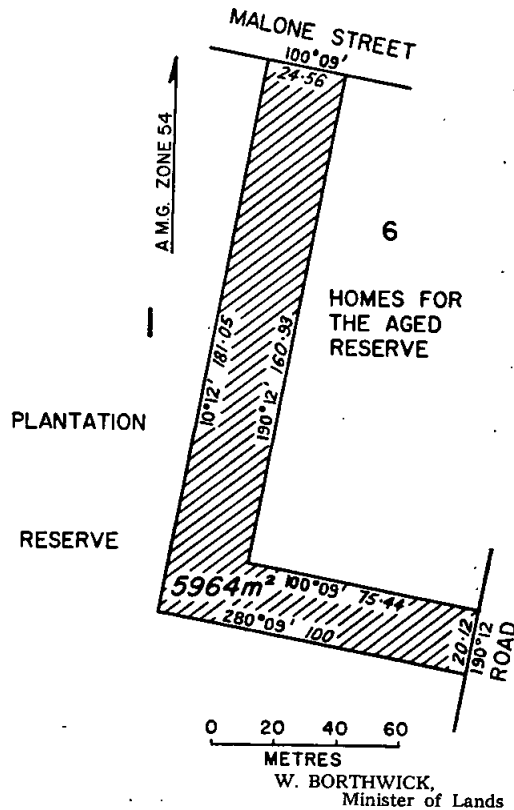 MALONE STREET
100°09'
24·56
A.M.G. ZONE 54
6
HOMES FOR
THE AGED
RESERVE
I
10°12' 181·05
190°12' 160·93
PLANTATION
RESERVE
5964m²
100°09' 75·44
280°09' 100
20·12
190°12
ROAD
0 20 40 60
METRES
W. BORTHWICK,
Minister of Lands